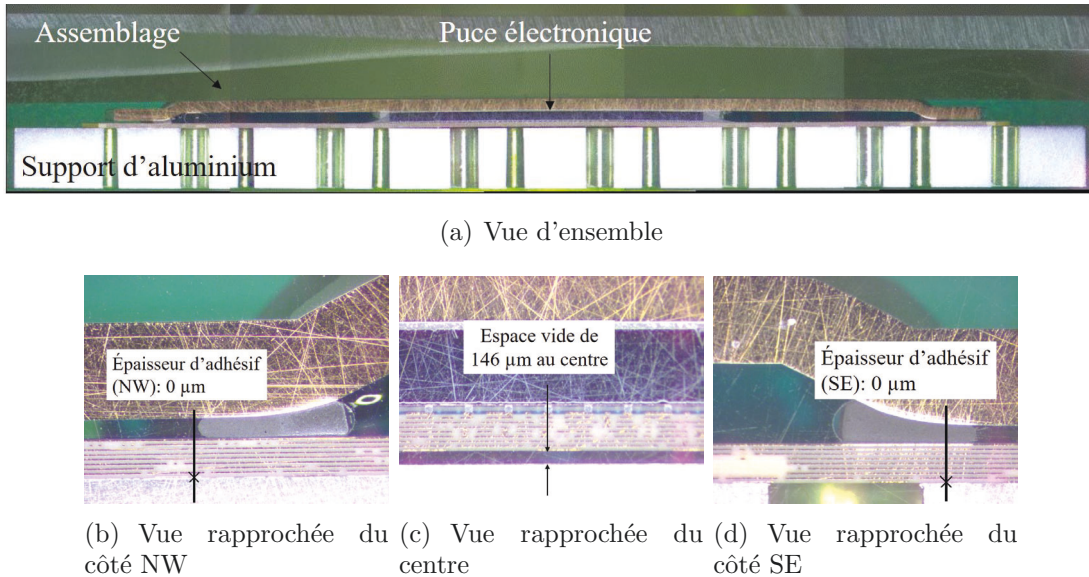 Assemblage
Puce électronique
Support d'aluminium
(a) Vue d'ensemble
Épaisseur d'adhésif
(NW): 0 µm
Espace vide de
146 µm au centre
Épaisseur d'adhésif
(SE): 0 µm
(b) Vue rapprochée du
côté NW
(c) Vue rapprochée du
centre
(d) Vue rapprochée du
côté SE